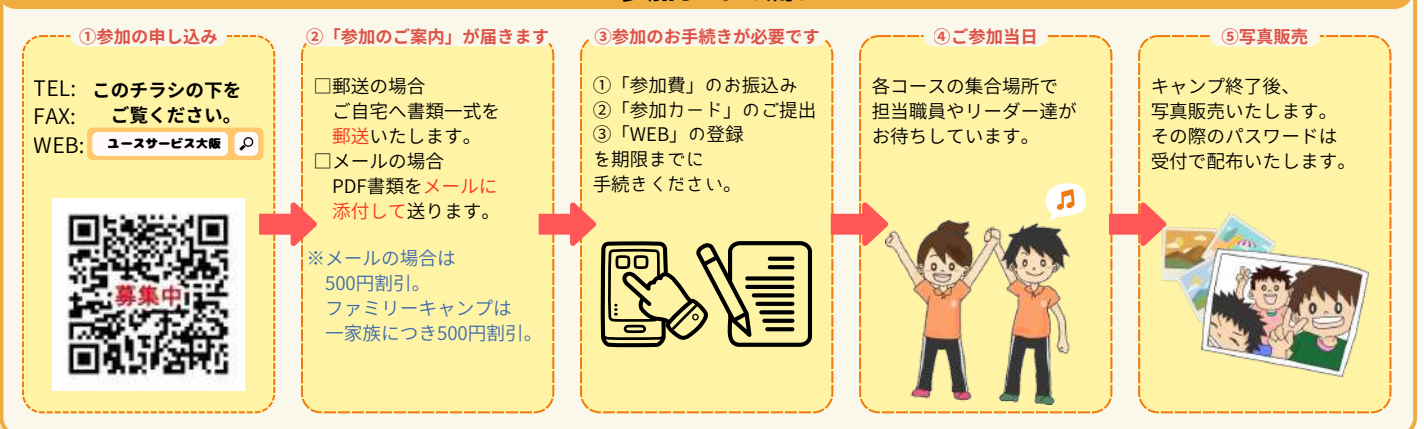 ①参加の申し込み
TEL: このチラシの下を
FAX: ご覧ください。
WEB: ユースサービス大阪
募集中
②「参加のご案内」が届きます
□郵送の場合
ご自宅へ書類一式を
郵送いたします。
□メールの場合
PDF書類をメールに
添付して送ります。
※メールの場合は
500円割引。
ファミリーキャンプは
一家族につき500円割引。
③参加のお手続きが必要です
①「参加費」のお振込み
②「参加カード」のご提出
③「WEB」の登録
を期限までに
手続きください。
④ご参加当日
各コースの集合場所で
担当職員やリーダー達が
お待ちしています。
⑤写真販売
キャンプ終了後、
写真販売いたします。
その際のパスワードは
受付で配布いたします。